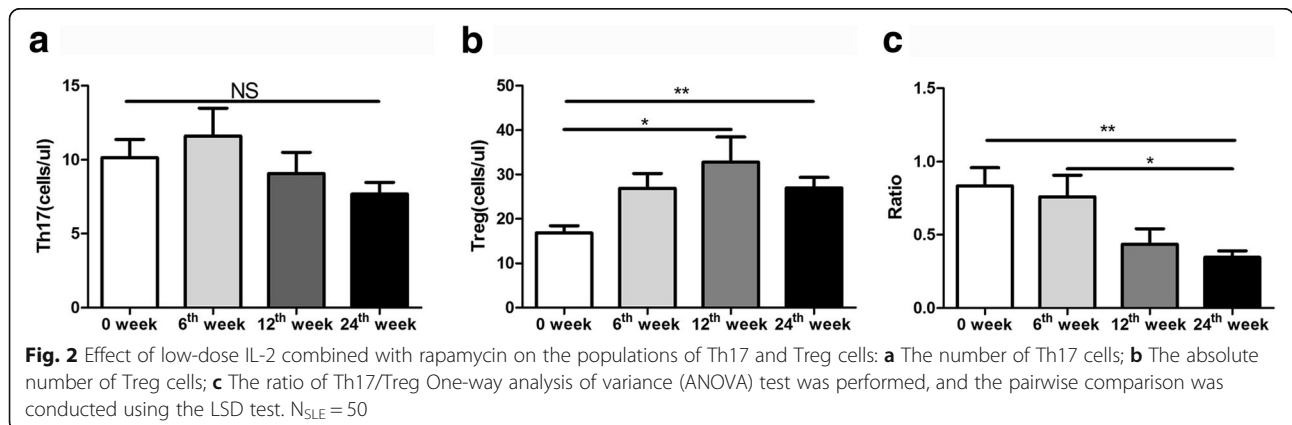 a b c
15
10
5
0
Th17(cells/ul)
NS
0 week 6th week 12th week 24th week
50
40
30
20
10
0
Treg(cells/ul)
**
*
0 week 6th week 12th week 24th week
1.5
1.0
0.5
0.0
Ratio
**
*
0 week 6th week 12th week 24th week
Fig. 2 Effect of low-dose IL-2 combined with rapamycin on the populations of Th17 and Treg cells: a The number of Th17 cells; b The absolute
number of Treg cells; c The ratio of Th17/Treg One-way analysis of variance (ANOVA) test was performed, and the pairwise comparison was
conducted using the LSD test. NSLE = 50